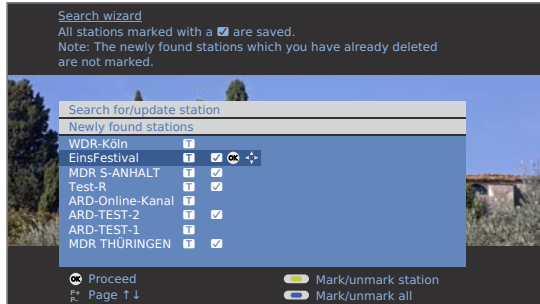 Search wizard
All stations marked with a ✓ are saved.
Note: The newly found stations which you have already deleted
are not marked.
Search for/update station
Newly found stations
WDR-Köln T
EinsFestival T ✓ OK
MDR S-ANHALT T ✓
Test-R T ✓
ARD-Online-Kanal T
ARD-TEST-2 T ✓
ARD-TEST-1 T
MDR THÜRINGEN T ✓
OK Proceed
Mark/unmark station
P+ P- Page ↑↓
Mark/unmark all